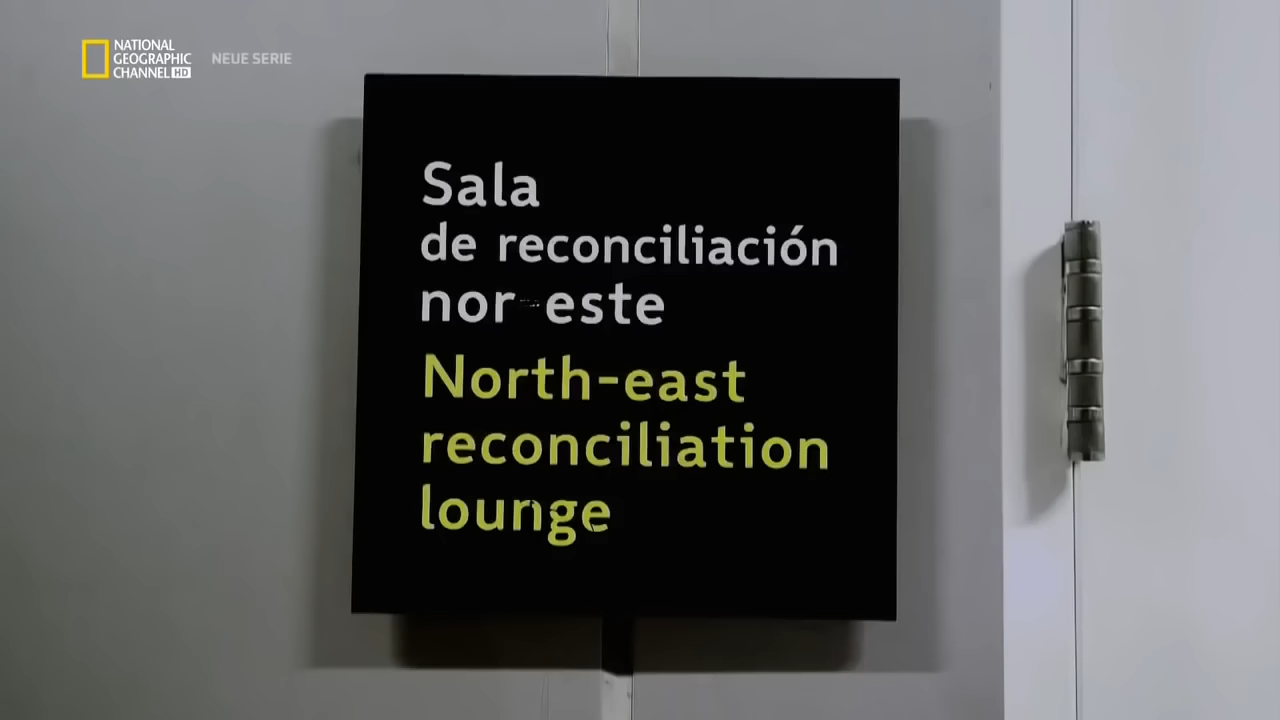 NATIONAL
GEOGRAPHIC
CHANNEL HD
NEUE SERIE
Sala
de reconciliación
nor este
North-east
reconciliation
lounge